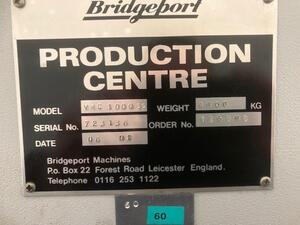 Bridgeport
PRODUCTION
CENTRE
MODEL WEIGHT KG
SERIAL No. ORDER No.
DATE
Bridgeport Machines
P.o. Box 22 Forest Road Leicester England.
Telephone 0116 253 1122
60
60